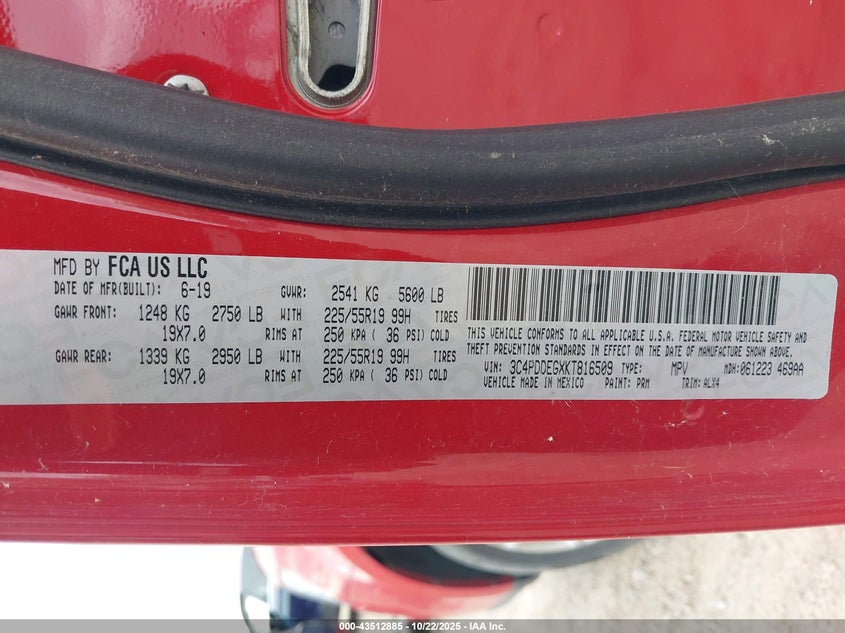 MFD BY FCA US LLC
DATE OF MFR(BUILT): 6-19 GVWR: 2541 KG 5600 LB
GAWR FRONT: 1248 KG 2750 LB WITH 225/55R19 99H TIRES
19X7.0 RIMS AT 250 KPA ( 36 PSI) COLD
GAWR REAR: 1339 KG 2950 LB WITH 225/55R19 99H TIRES
19X7.0 RIMS AT 250 KPA ( 36 PSI) COLD
THIS VEHICLE CONFORMS TO ALL APPLICABLE U.S.A. FEDERAL MOTOR VEHICLE SAFETY AND
THEFT PREVENTION STANDARDS IN EFFECT ON THE DATE OF MANUFACTURE SHOWN ABOVE.
VIN: 3C4PDDEGXKT816509 TYPE: MPV MDH: 061223 469AA
VEHICLE MADE IN MEXICO PAINT: PRM TRIM: ALX4
000-43512885 - 10/22/2025 - IAA Inc.